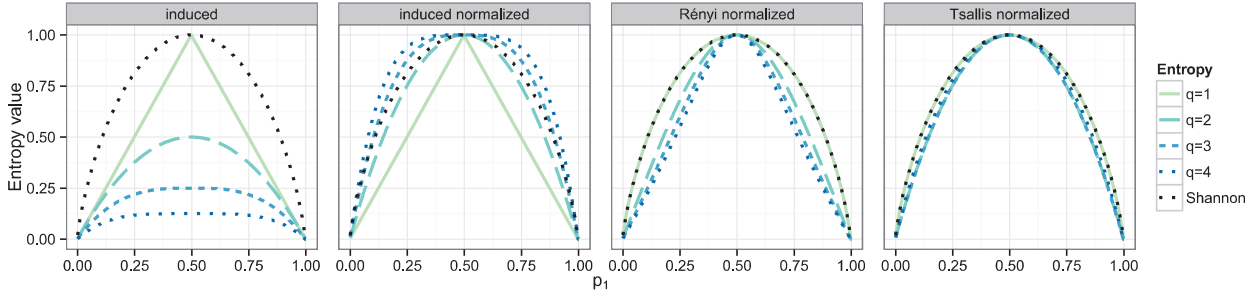 induced
induced normalized
Rényi normalized
Tsallis normalized
Entropy value
1.00
0.75
0.50
0.25
0.00
0.00 0.25 0.50 0.75 1.00
0.00 0.25 0.50 0.75 1.00
0.00 0.25 0.50 0.75 1.00
0.00 0.25 0.50 0.75 1.00
p₁
Entropy
q=1
q=2
q=3
q=4
Shannon